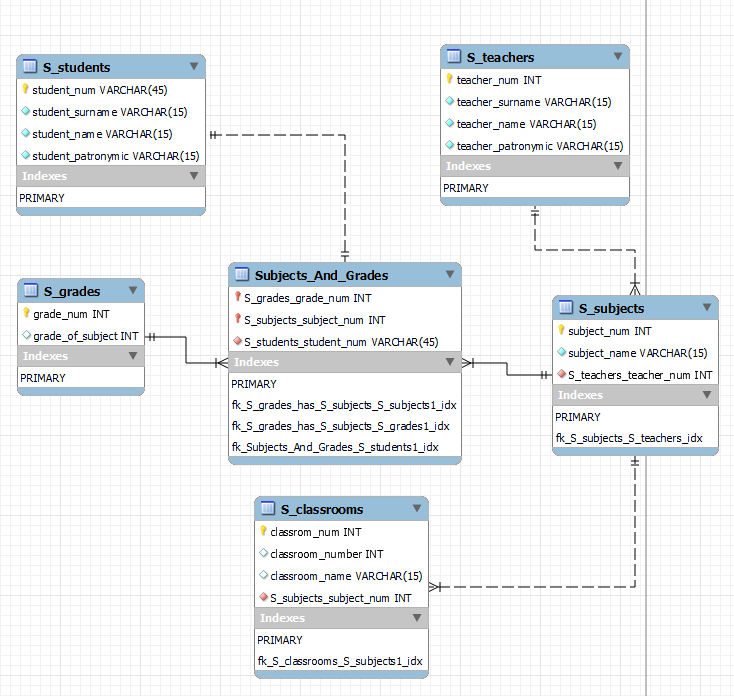 S_students
student_num VARCHAR(45)
student_surname VARCHAR(15)
student_name VARCHAR(15)
student_patronymic VARCHAR(15)
Indexes
PRIMARY
S_teachers
teacher_num INT
teacher_surname VARCHAR(15)
teacher_name VARCHAR(15)
teacher_patronymic VARCHAR(15)
Indexes
PRIMARY
S_grades
grade_num INT
grade_of_subject INT
Indexes
PRIMARY
Subjects_And_Grades
S_grades_grade_num INT
S_subjects_subject_num INT
S_students_student_num VARCHAR(45)
Indexes
PRIMARY
fk_S_grades_has_S_subjects_S_subjects1_idx
fk_S_grades_has_S_subjects_S_grades1_idx
fk_Subjects_And_Grades_S_students1_idx
S_subjects
subject_num INT
subject_name VARCHAR(15)
S_teachers_teacher_num INT
Indexes
PRIMARY
fk_S_subjects_S_teachers_idx
S_classrooms
classrom_num INT
classroom_number INT
classroom_name VARCHAR(15)
S_subjects_subject_num INT
Indexes
PRIMARY
fk_S_classrooms_S_subjects1_idx